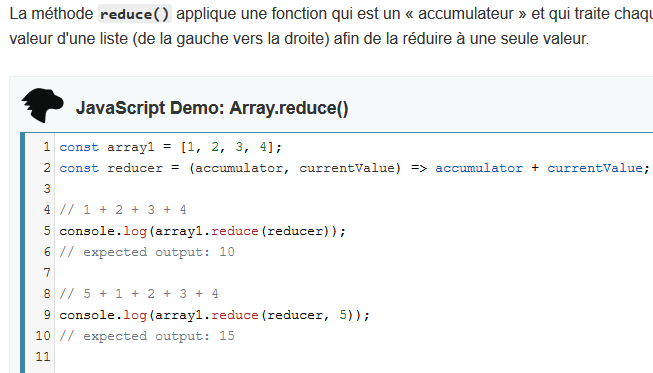 La méthode reduce() applique une fonction qui est un « accumulateur » et qui traite
valeur d'une liste (de la gauche vers la droite) afin de la réduire à une seule valeur.
JavaScript Demo: Array.reduce()
1 const array1 = [1, 2, 3, 4];
2 const reducer = (accumulator, currentValue) => accumulator + currentValue;
3
4 // 1 + 2 + 3 + 4
5 console.log(array1.reduce(reducer));
6 // expected output: 10
7
8 // 5 + 1 + 2 + 3 + 4
9 console.log(array1.reduce(reducer, 5));
10 // expected output: 15
11